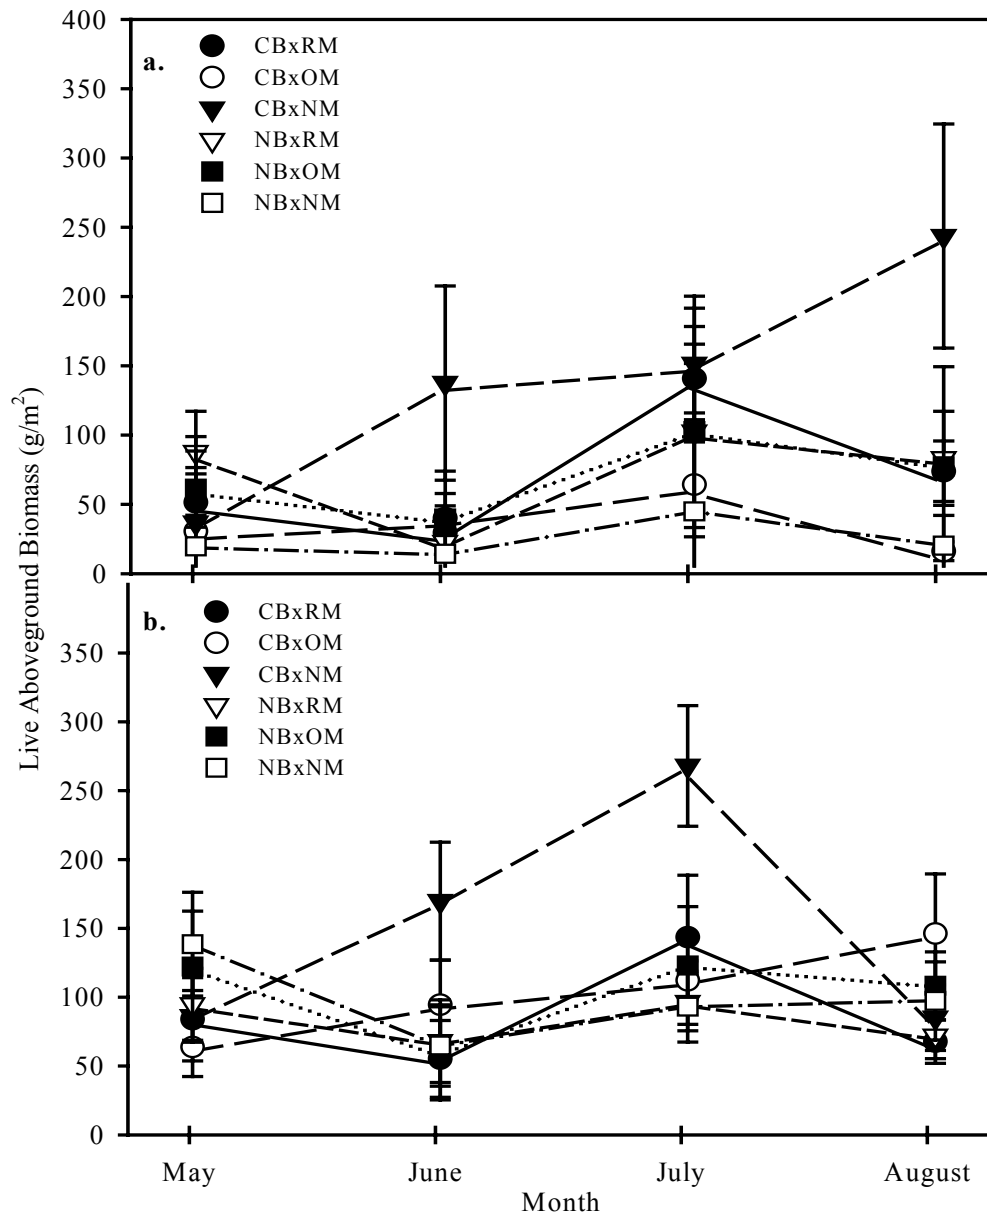 400
350
300
250
200
150
100
50
0
a.
CBxRM
CBxOM
CBxNM
NBxRM
NBxOM
NBxNM
Live Aboveground Biomass (g/m²)
350
300
250
200
150
100
50
0
b.
CBxRM
CBxOM
CBxNM
NBxRM
NBxOM
NBxNM
May June July August
Month